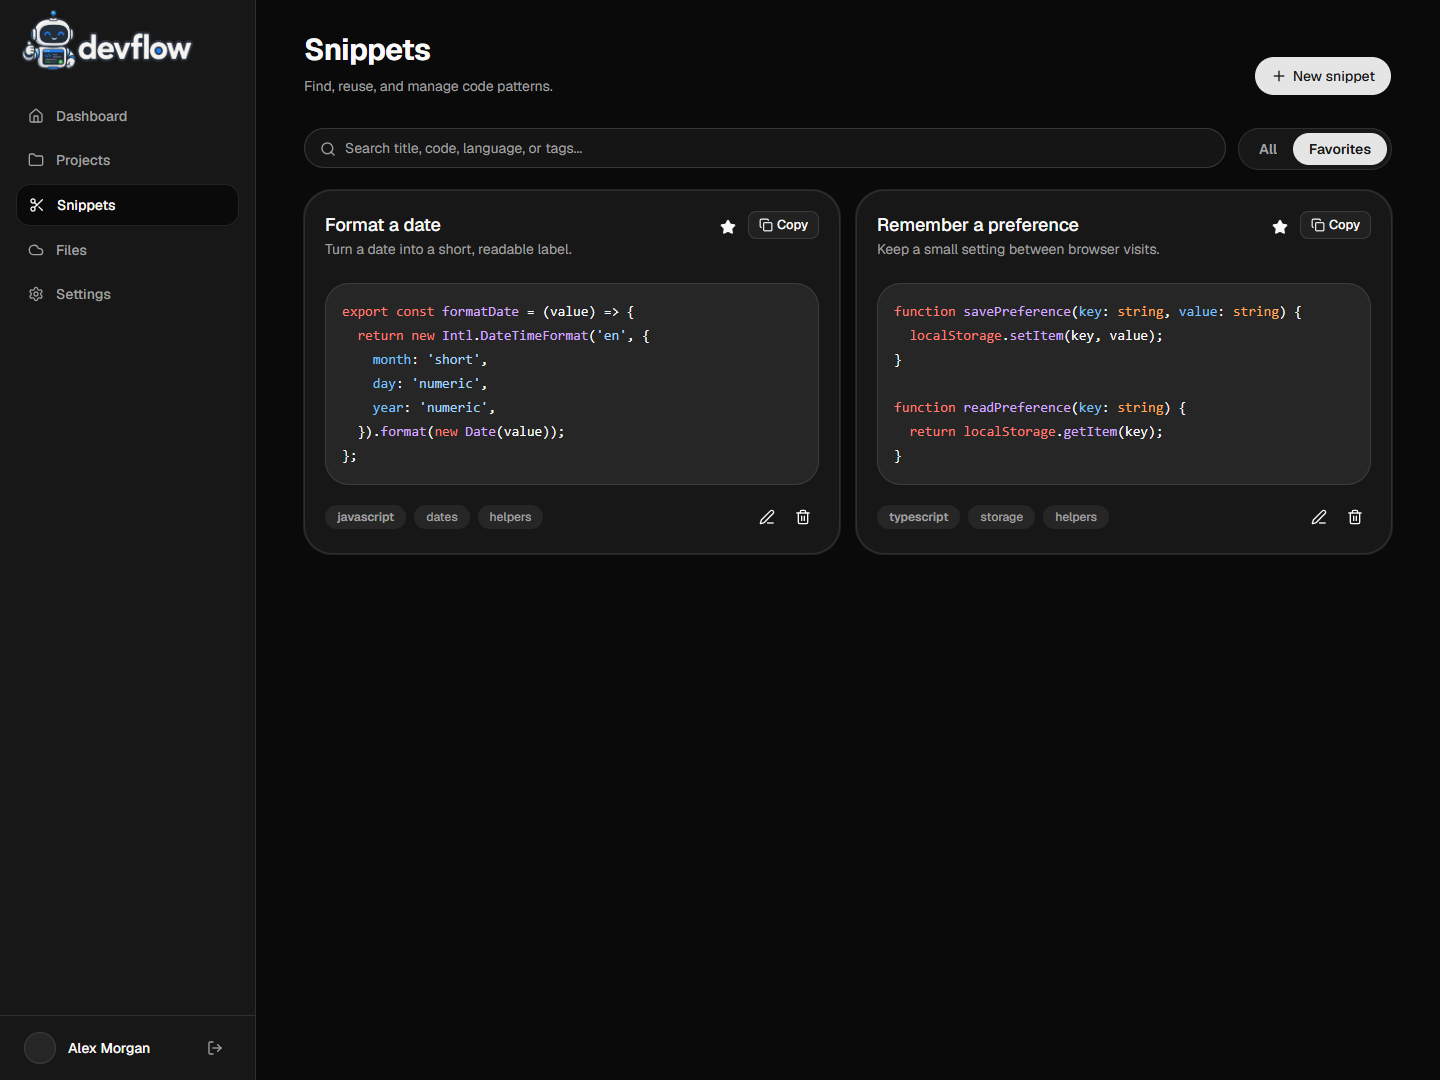 devflow
Dashboard
Projects
Snippets
Files
Settings
Alex Morgan
Snippets
Find, reuse, and manage code patterns.
New snippet
Search title, code, language, or tags...
All
Favorites
Format a date
Copy
Turn a date into a short, readable label.
export const formatDate = (value) => {
  return new Intl.DateTimeFormat('en', {
    month: 'short',
    day: 'numeric',
    year: 'numeric',
  }).format(new Date(value));
};
javascript
dates
helpers
Remember a preference
Copy
Keep a small setting between browser visits.
function savePreference(key: string, value: string) {
  localStorage.setItem(key, value);
}

function readPreference(key: string) {
  return localStorage.getItem(key);
}
typescript
storage
helpers